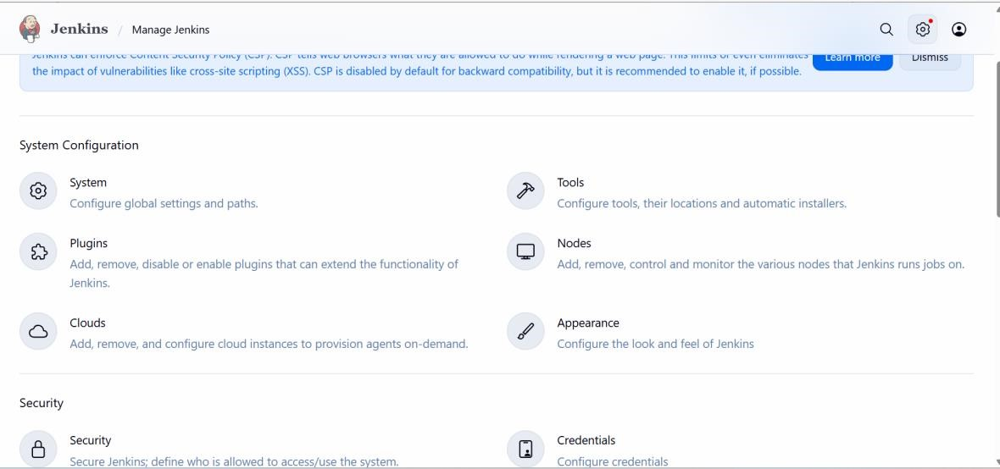 Jenkins / Manage Jenkins
Jenkins can enforce Content Security Policy (CSP). CSP tells web browsers what they are allowed to do while rendering a web page. This limits or even eliminates
the impact of vulnerabilities like cross-site scripting (XSS). CSP is disabled by default for backward compatibility, but it is recommended to enable it, if possible.
Learn more
Dismiss
System Configuration
System
Configure global settings and paths.
Tools
Configure tools, their locations and automatic installers.
Plugins
Add, remove, disable or enable plugins that can extend the functionality of
Jenkins.
Nodes
Add, remove, control and monitor the various nodes that Jenkins runs jobs on.
Clouds
Add, remove, and configure cloud instances to provision agents on-demand.
Appearance
Configure the look and feel of Jenkins
Security
Security
Secure Jenkins; define who is allowed to access/use the system.
Credentials
Configure credentials